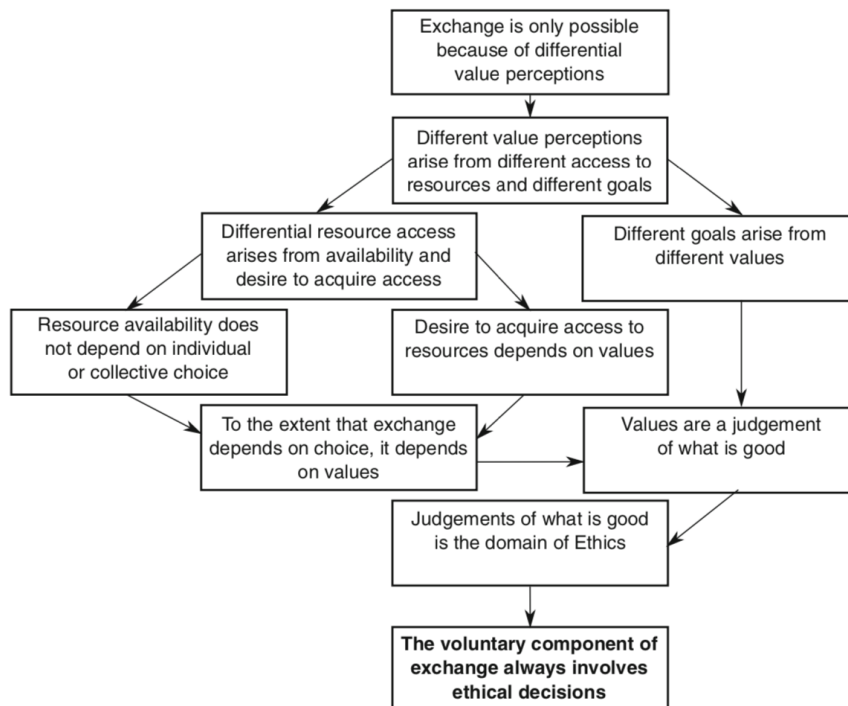 Exchange is only possible
because of differential
value perceptions
Different value perceptions
arise from different access to
resources and different goals
Differential resource access
arises from availability and
desire to acquire access
Different goals arise from
different values
Resource availability does
not depend on individual
or collective choice
Desire to acquire access to
resources depends on values
To the extent that exchange
depends on choice, it depends
on values
Values are a judgement
of what is good
Judgements of what is good
is the domain of Ethics
The voluntary component of
exchange always involves
ethical decisions